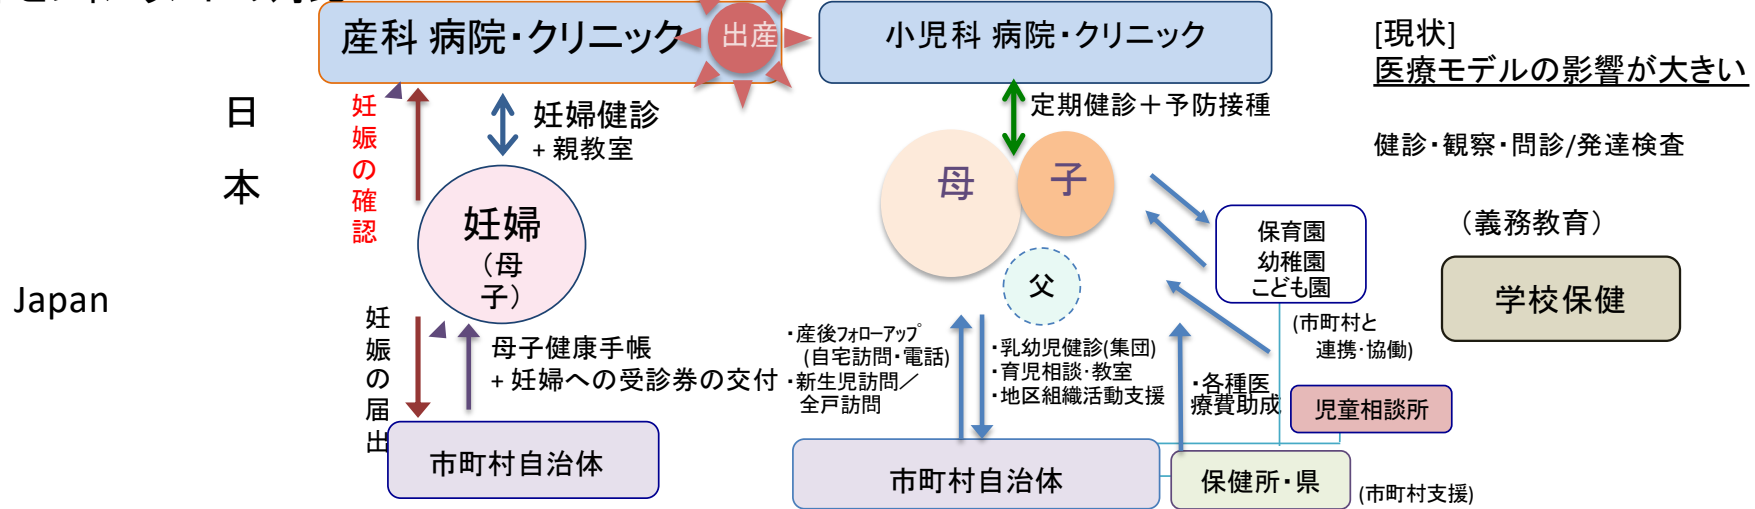 産科 病院・クリニック
出産
小児科 病院・クリニック
[現状]
医療モデルの影響が大きい
日本
妊娠の確認
妊婦健診
+ 親教室
定期健診＋予防接種
健診・観察・問診/発達検査
母
子
妊婦
（母子）
父
保育園
幼稚園
こども園
（義務教育）
学校保健
Japan
(市町村と
連携・協働)
妊娠の届出
母子健康手帳
+ 妊婦への受診券の交付
・産後フォローアップ
(自宅訪問・電話)
・新生児訪問／
全戸訪問
・乳幼児健診(集団)
・育児相談・教室
・地区組織活動支援
・各種医
療費助成
児童相談所
市町村自治体
市町村自治体
保健所・県
(市町村支援)